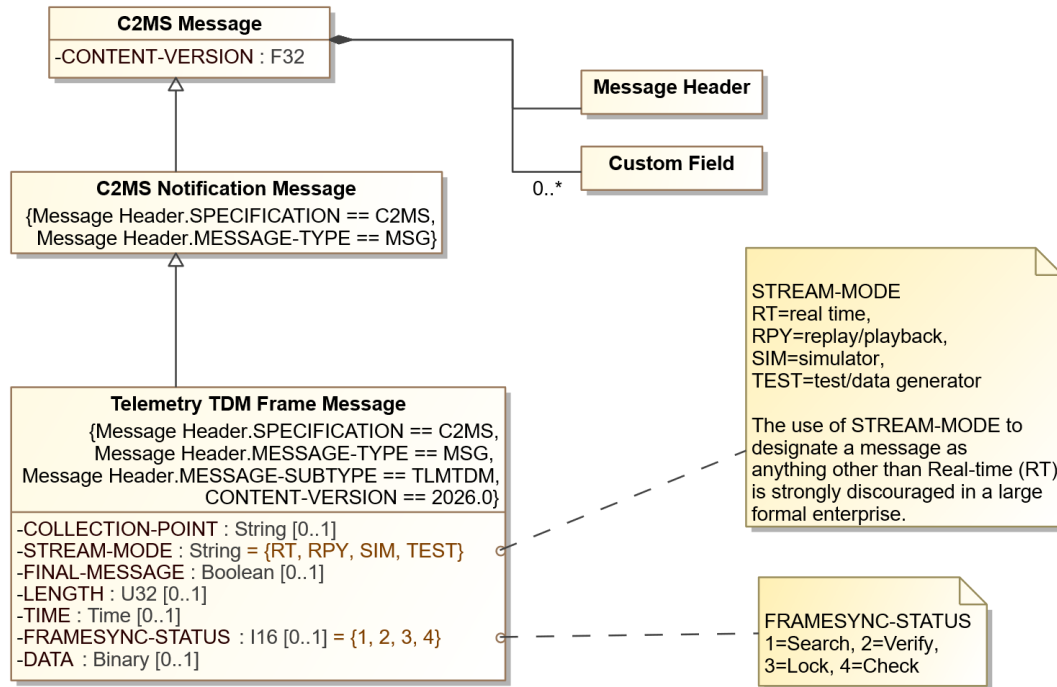 C2MS Message
-CONTENT-VERSION : F32
Message Header
Custom Field
0..*
C2MS Notification Message
{Message Header.SPECIFICATION == C2MS,
Message Header.MESSAGE-TYPE == MSG}
STREAM-MODE
RT=real time,
RPY=replay/playback,
SIM=simulator,
TEST=test/data generator
The use of STREAM-MODE to
designate a message as
anything other than Real-time (RT)
is strongly discouraged in a large
formal enterprise.
Telemetry TDM Frame Message
{Message Header.SPECIFICATION == C2MS,
Message Header.MESSAGE-TYPE == MSG,
Message Header.MESSAGE-SUBTYPE == TLMTDM,
CONTENT-VERSION == 2026.0}
-COLLECTION-POINT : String [0..1]
-STREAM-MODE : String = {RT, RPY, SIM, TEST}
-FINAL-MESSAGE : Boolean [0..1]
-LENGTH : U32 [0..1]
-TIME : Time [0..1]
-FRAMESYNC-STATUS : I16 [0..1] = {1, 2, 3, 4}
-DATA : Binary [0..1]
FRAMESYNC-STATUS
1=Search, 2=Verify,
3=Lock, 4=Check